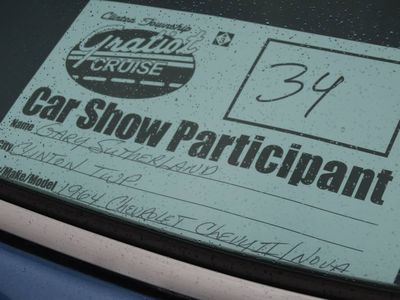 Clinton Township
Gratiot
CRUISE
34
Car Show Participant
Name GARY SUTHERLAND
City CLINTON TWP.
/Make/Model 1964 CHEVROLET CHEVY II/NOVA